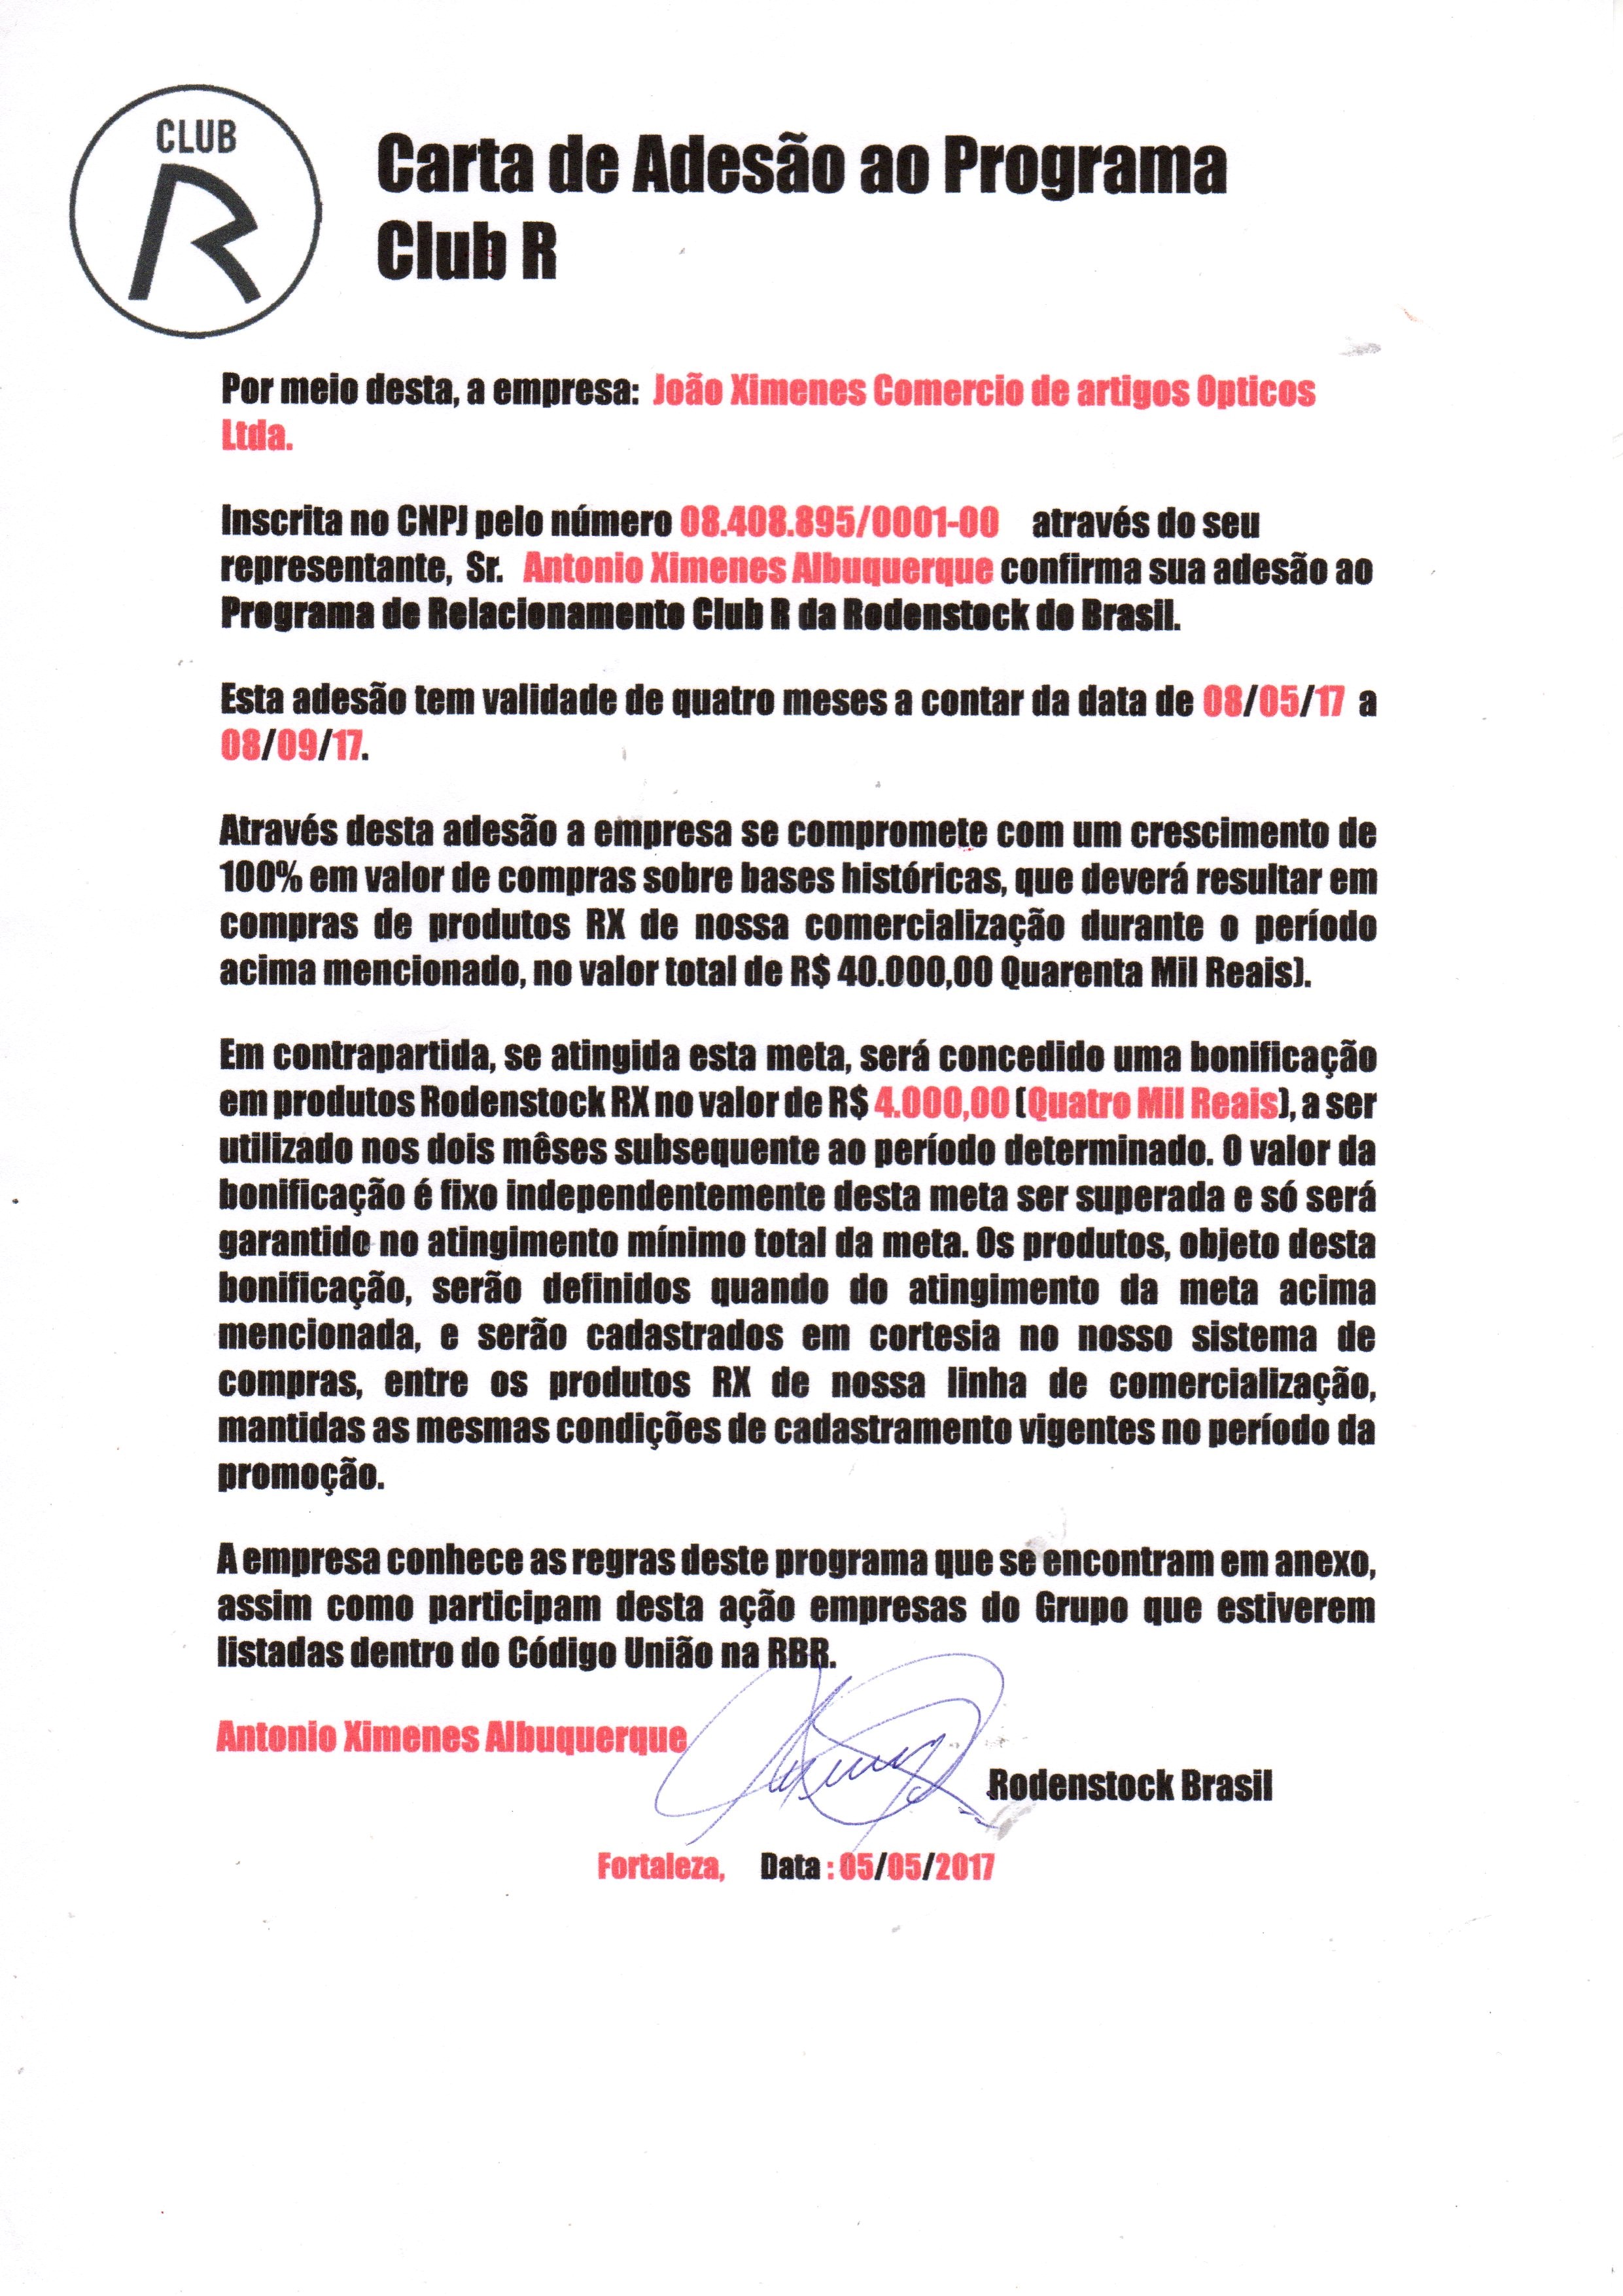 CLUB
R
Carta de Adesão ao Programa
Club R
Por meio desta, a empresa: João Ximenes Comercio de artigos Opticos
Ltda.
Inscrita no CNPJ pelo número 08.408.895/0001-00 através do seu
representante, Sr. Antonio Ximenes Albuquerque confirma sua adesão ao
Programa de Relacionamento Club R da Rodenstock do Brasil.
Esta adesão tem validade de quatro meses a contar da data de 08/05/17 a
08/09/17.
Através desta adesão a empresa se compromete com um crescimento de
100% em valor de compras sobre bases históricas, que deverá resultar em
compras de produtos RX de nossa comercialização durante o período
acima mencionado, no valor total de R$ 40.000,00 Quarenta Mil Reais).
Em contrapartida, se atingida esta meta, será concedido uma bonificação
em produtos Rodenstock RX no valor de R$ 4.000,00 (Quatro Mil Reais), a ser
utilizado nos dois mêses subsequente ao período determinado. O valor da
bonificação é fixo independentemente desta meta ser superada e só será
garantido no atingimento mínimo total da meta. Os produtos, objeto desta
bonificação, serão definidos quando do atingimento da meta acima
mencionada, e serão cadastrados em cortesia no nosso sistema de
compras, entre os produtos RX de nossa linha de comercialização,
mantidas as mesmas condições de cadastramento vigentes no período da
promoção.
A empresa conhece as regras deste programa que se encontram em anexo,
assim como participam desta ação empresas do Grupo que estiverem
listadas dentro do Código União na RBR.
Antonio Ximenes Albuquerque
Rodenstock Brasil
Fortaleza, Data : 05/05/2017